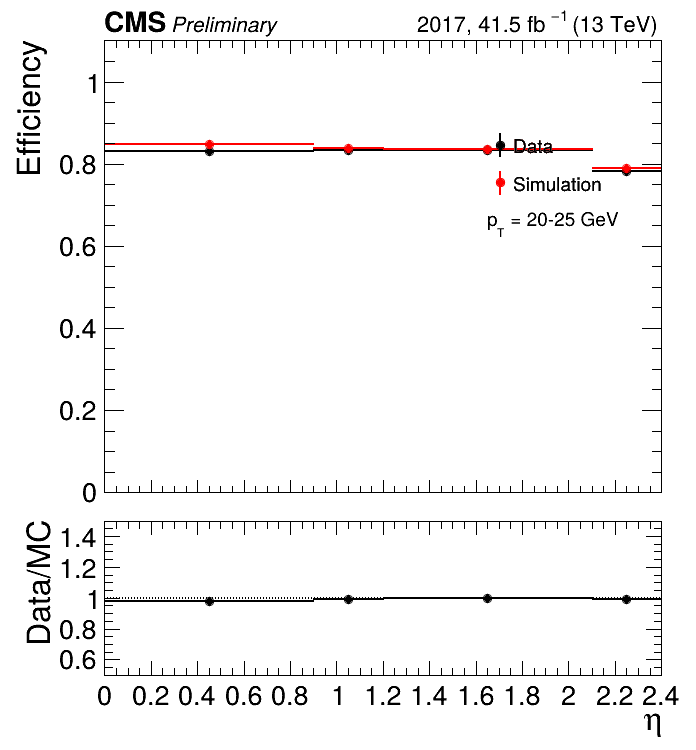 CMS Preliminary 2017, 41.5 fb⁻¹ (13 TeV)
Efficiency
1
0.8
0.6
0.4
0.2
0
Data
Simulation
p_T = 20-25 GeV
Data/MC
1.4
1.2
1
0.8
0.6
0 0.2 0.4 0.6 0.8 1 1.2 1.4 1.6 1.8 2 2.2 2.4
η